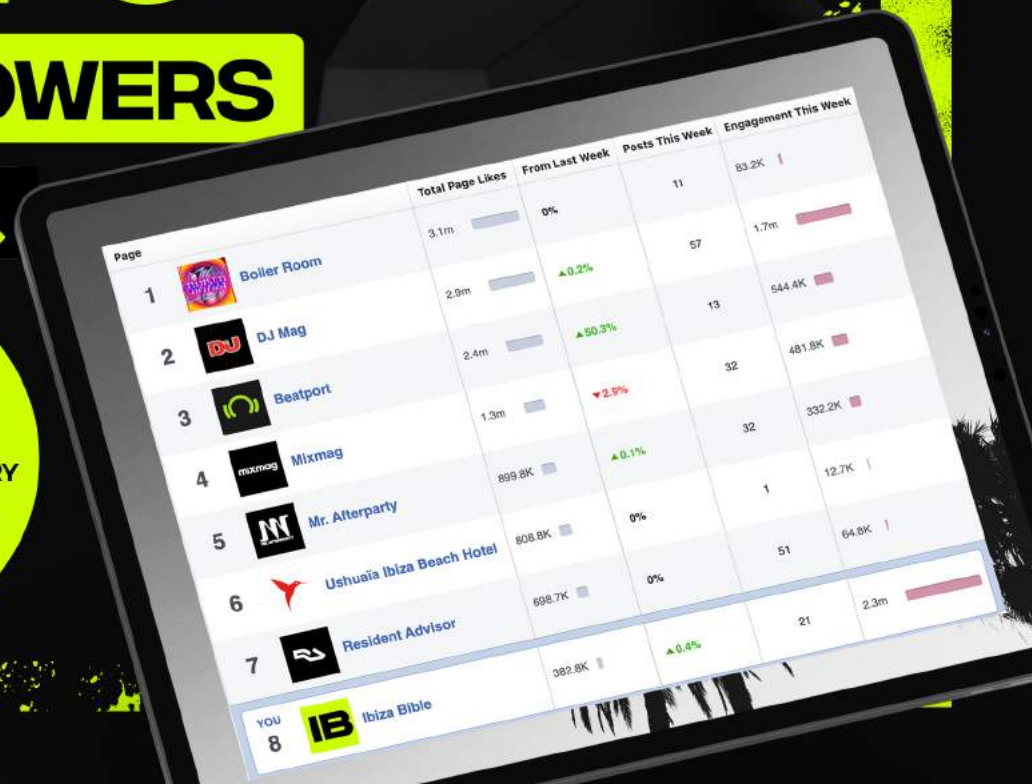 OWERS
RY
Page Total Page Likes From Last Week Posts This Week Engagement This Week
1 Boiler Room 3.1m 0% 11 83.2K
2 DJ DJ Mag 2.9m ▲0.2% 57 1.7m
3 Beatport 2.4m ▲50.3% 13 544.4K
4 mixmag Mixmag 1.3m ▼2.9% 32 481.8K
5 Mr. Afterparty 899.8K ▲0.1% 32 332.2K
6 Ushuaïa Ibiza Beach Hotel 808.8K 0% 1 12.7K
7 Resident Advisor 698.7K 0% 51 64.8K
YOU
8 IB Ibiza Bible 382.8K ▲0.4% 21 2.3m